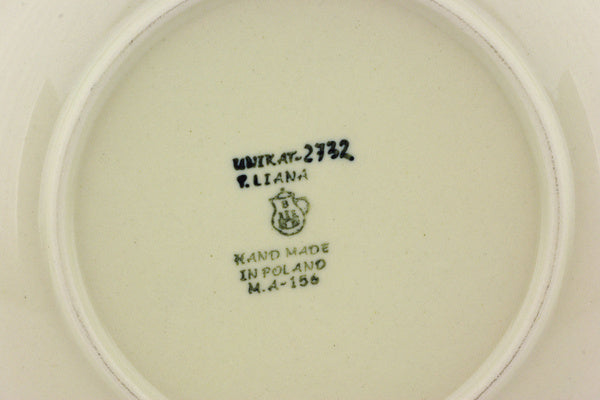 UNIKAT-2732
P. LIANA
HAND MADE
IN POLAND
M.A-156